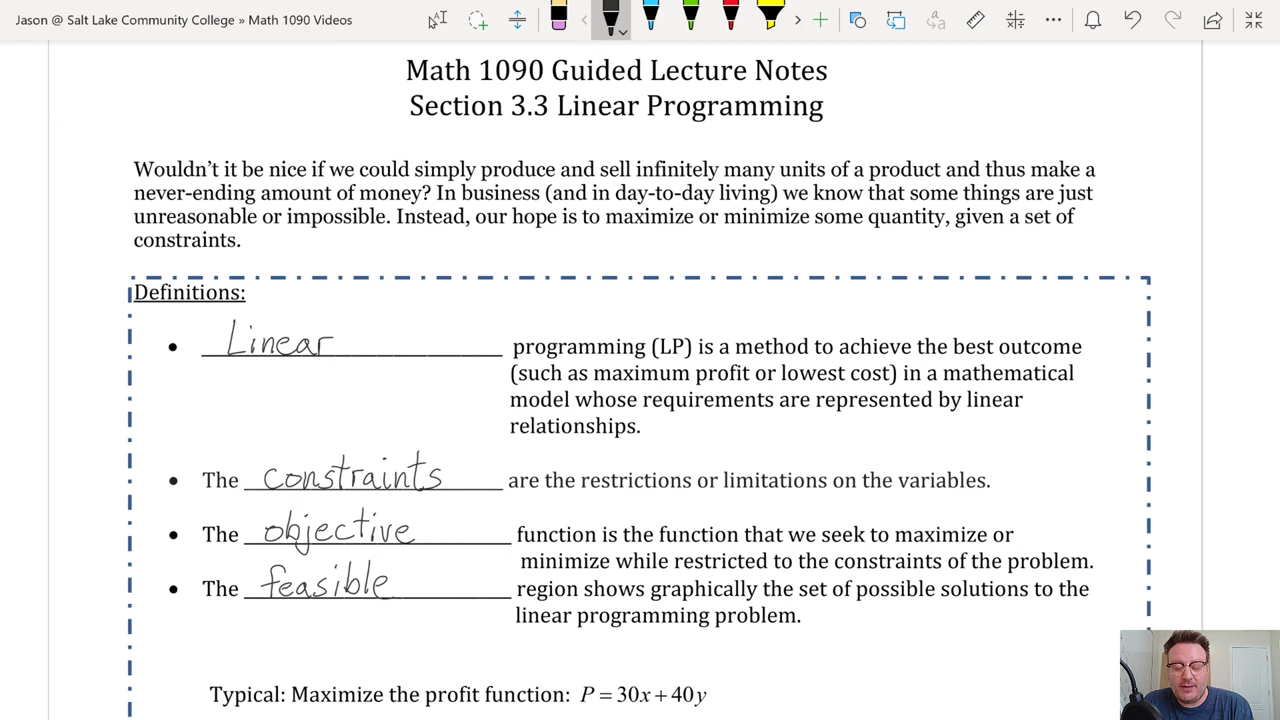 Jason @ Salt Lake Community College » Math 1090 Videos
Math 1090 Guided Lecture Notes
Section 3.3 Linear Programming
Wouldn't it be nice if we could simply produce and sell infinitely many units of a product and thus make a
never-ending amount of money? In business (and in day-to-day living) we know that some things are just
unreasonable or impossible. Instead, our hope is to maximize or minimize some quantity, given a set of
constraints.
Definitions:
• Linear programming (LP) is a method to achieve the best outcome
(such as maximum profit or lowest cost) in a mathematical
model whose requirements are represented by linear
relationships.
• The constraints are the restrictions or limitations on the variables.
• The objective function is the function that we seek to maximize or
minimize while restricted to the constraints of the problem.
• The feasible region shows graphically the set of possible solutions to the
linear programming problem.
Typical: Maximize the profit function: P = 30x + 40y